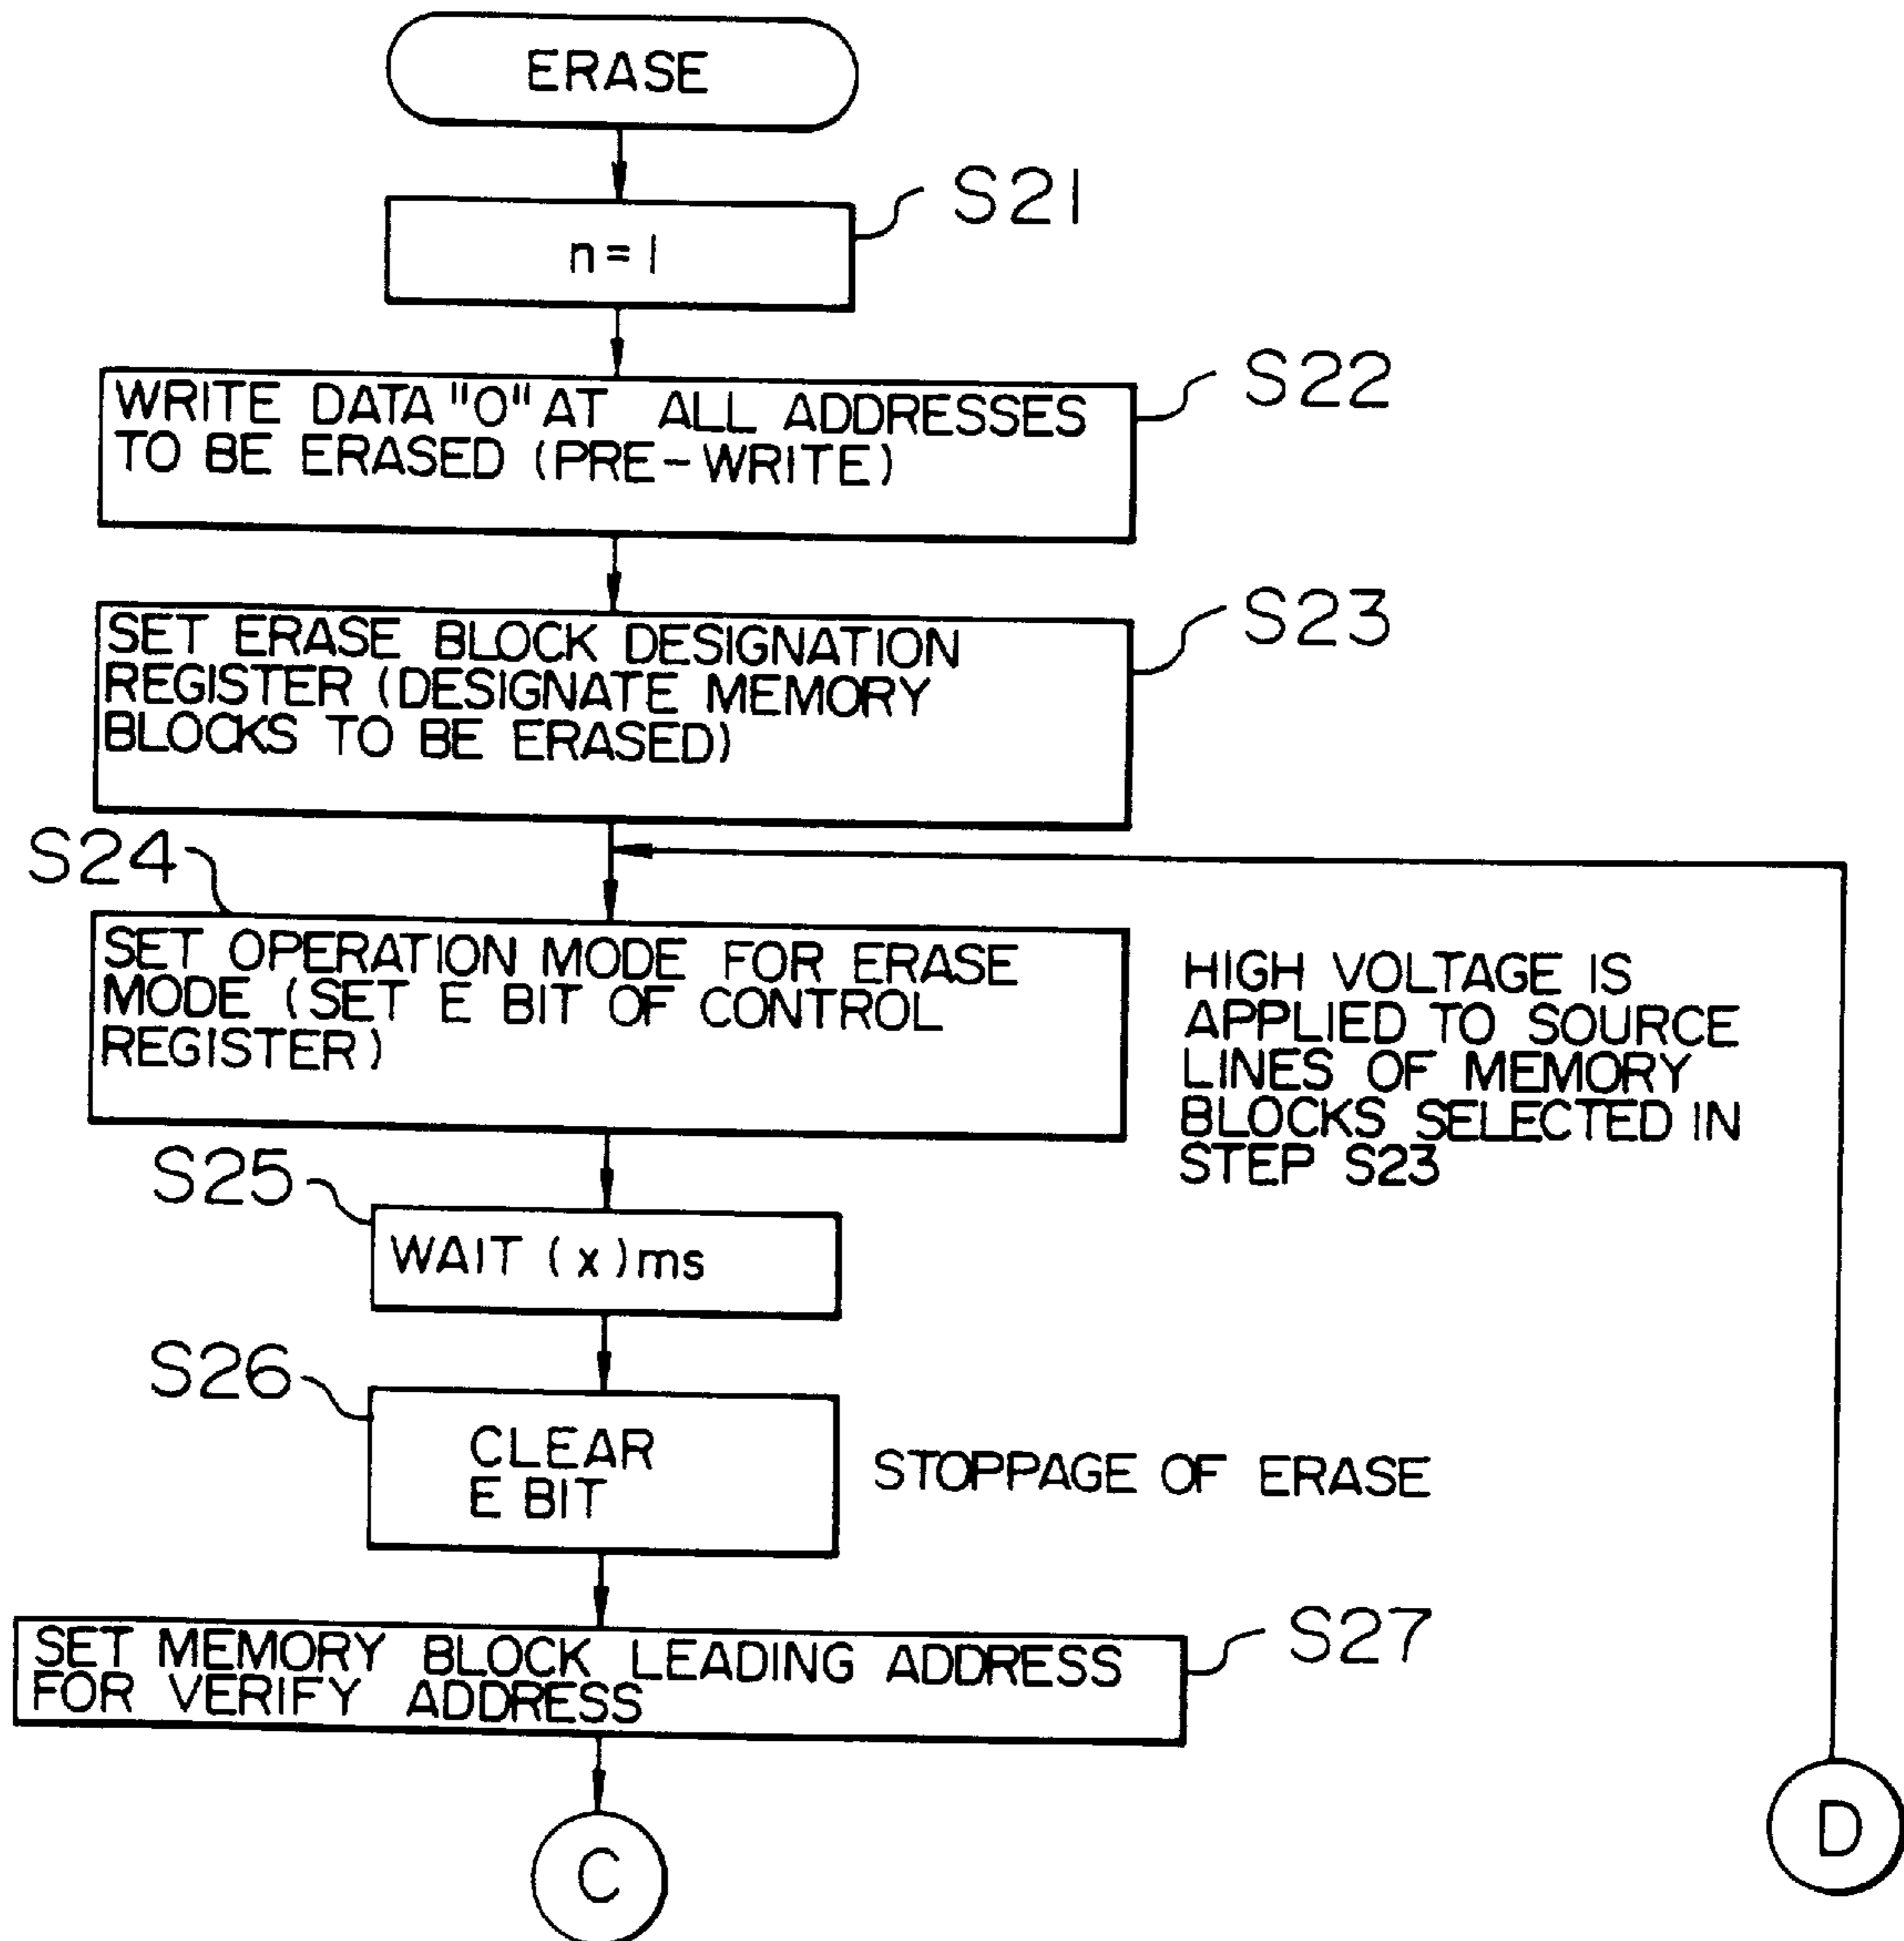 ERASE
S21
n=1
S22
WRITE DATA "0" AT ALL ADDRESSES
TO BE ERASED (PRE-WRITE)
S23
SET ERASE BLOCK DESIGNATION
REGISTER (DESIGNATE MEMORY
BLOCKS TO BE ERASED)
S24
SET OPERATION MODE FOR ERASE
MODE (SET E BIT OF CONTROL
REGISTER)
HIGH VOLTAGE IS
APPLIED TO SOURCE
LINES OF MEMORY
BLOCKS SELECTED IN
STEP S23
S25
WAIT (x)ms
S26
CLEAR
E BIT
STOPPAGE OF ERASE
S27
SET MEMORY BLOCK LEADING ADDRESS
FOR VERIFY ADDRESS
C
D